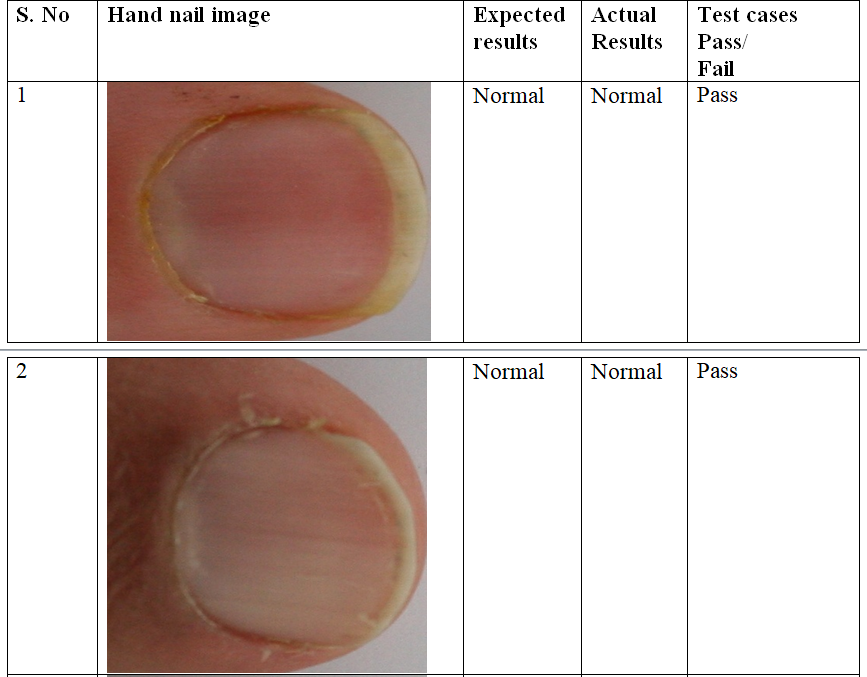 S. No Hand nail image Expected results Actual Results Test cases Pass/ Fail
1 Normal Normal Pass
2 Normal Normal Pass